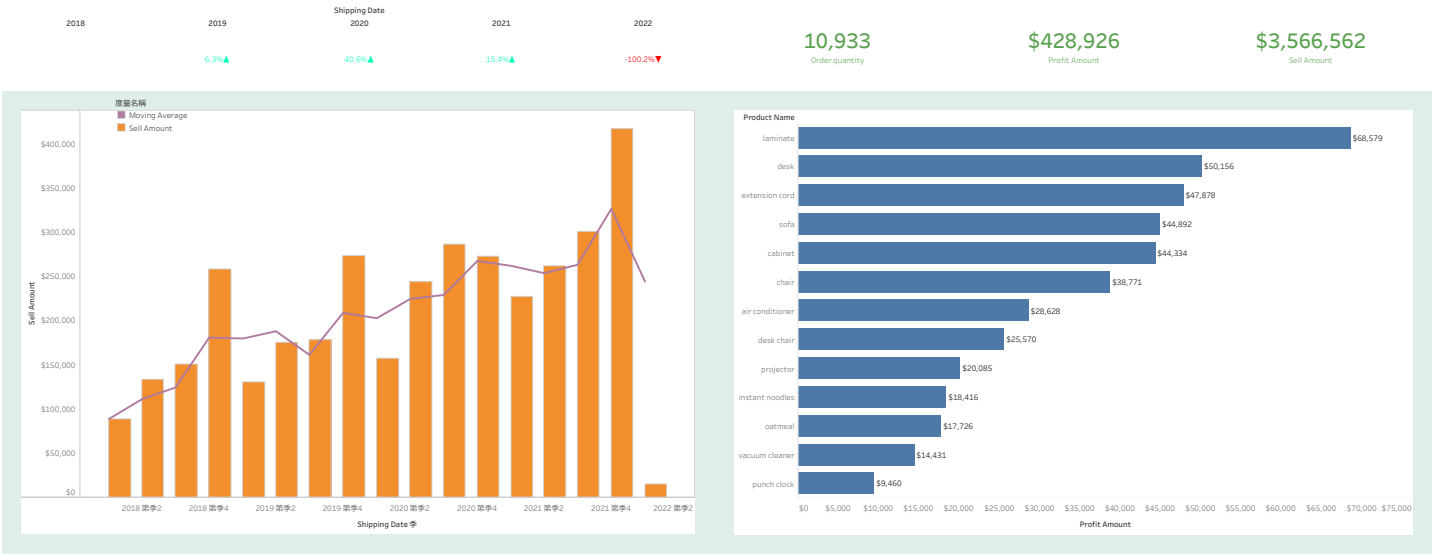 Shipping Date
2018 2019 2020 2021 2022
6.3%▲ 40.6%▲ 15.4%▲ -100.2%▼
10,933 $428,926 $3,566,562
Order quantity Profit Amount Sell Amount
度量名稱
Moving Average
Sell Amount
$400,000
$350,000
$300,000
$250,000
$200,000
$150,000
$100,000
$50,000
$0
Sell Amount
2018 第季2 2018 第季4 2019 第季2 2019 第季4 2020 第季2 2020 第季4 2021 第季2 2021 第季4 2022 第季2
Shipping Date 季
Product Name
laminate $68,579
desk $50,156
extension cord $47,878
sofa $44,892
cabinet $44,334
chair $38,771
air conditioner $28,628
desk chair $25,570
projector $20,085
instant noodles $18,416
oatmeal $17,726
vacuum cleaner $14,431
punch clock $9,460
$0 $5,000 $10,000 $15,000 $20,000 $25,000 $30,000 $35,000 $40,000 $45,000 $50,000 $55,000 $60,000 $65,000 $70,000 $75,000
Profit Amount